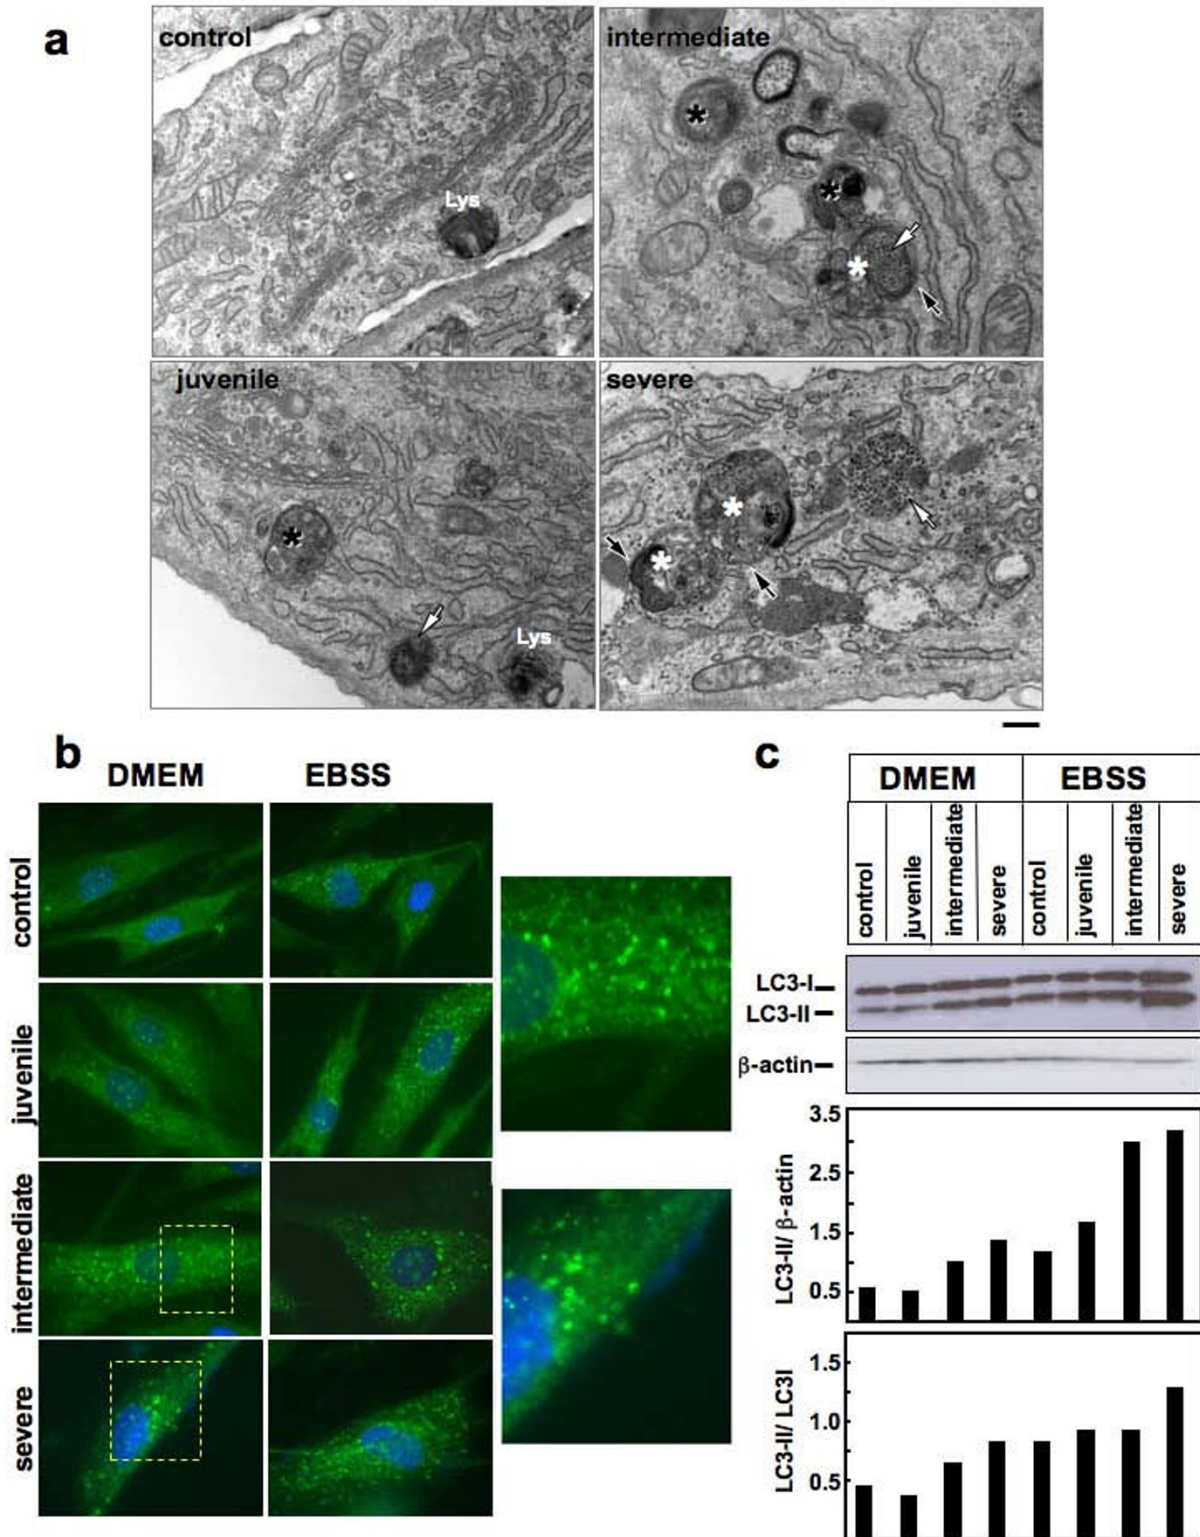 a
control
intermediate
*
*
Lys
*
juvenile
severe
*
*
*
Lys
b
DMEM
EBSS
control
juvenile
intermediate
severe
c
DMEM
EBSS
control
juvenile
intermediate
severe
control
juvenile
intermediate
severe
LC3-I
LC3-II
β-actin
3.5
2.5
1.5
0.5
LC3-II/ β-actin
1.5
1.0
0.5
LC3-II/ LC3I